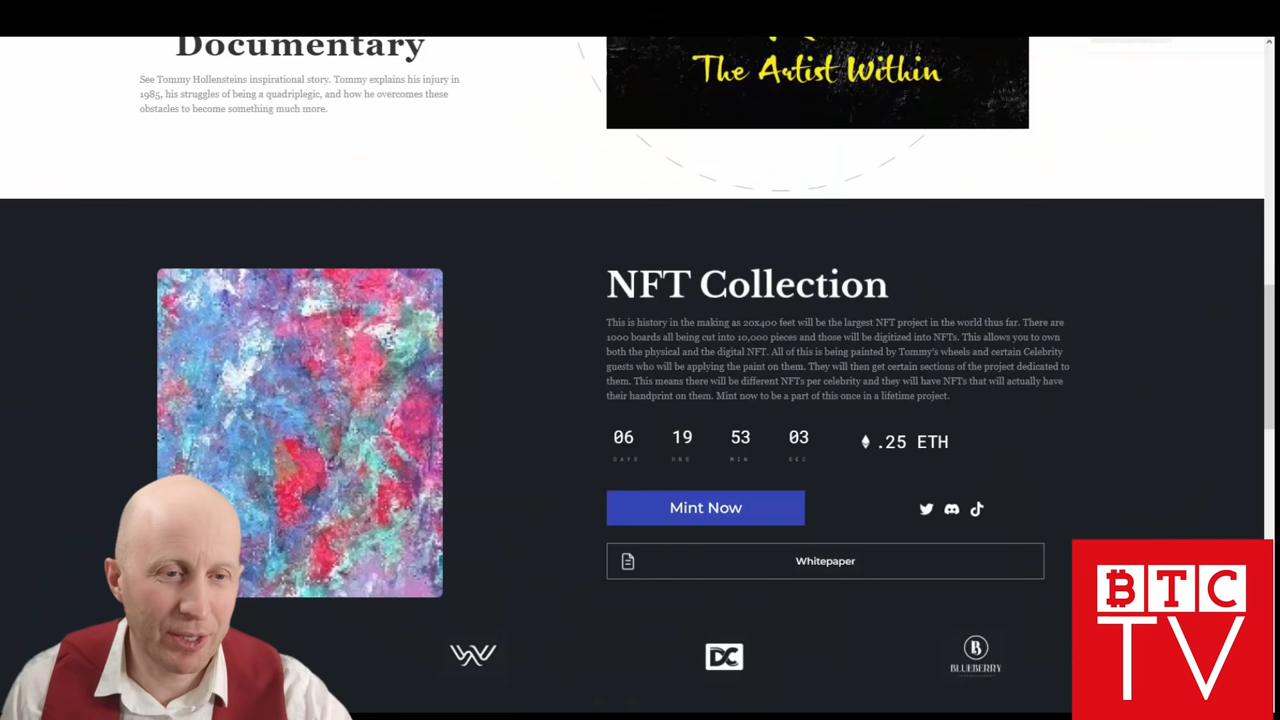 Documentary
The Artist Within
See Tommy Hollensteins inspirational story. Tommy explains his injury in
1985, his struggles of being a quadriplegic, and how he overcomes these
obstacles to become something much more.
NFT Collection
This is history in the making as 20x400 feet will be the largest NFT project in the world thus far. There are
1000 boards all being cut into 10,000 pieces and those will be digitized into NFTs. This allows you to own
both the physical and the digital NFT. All of this is being painted by Tommy's wheels and certain Celebrity
guests who will be applying the paint on them. They will then get certain sections of the project dedicated to
them. This means there will be different NFTs per celebrity and they will have NFTs that will actually have
their handprint on them. Mint now to be a part of this once in a lifetime project.
06 19 53 03 .25 ETH
DAYS HRS MIN SEC
Mint Now
Whitepaper
DC
B
BLUEBERRY
BTC
TV